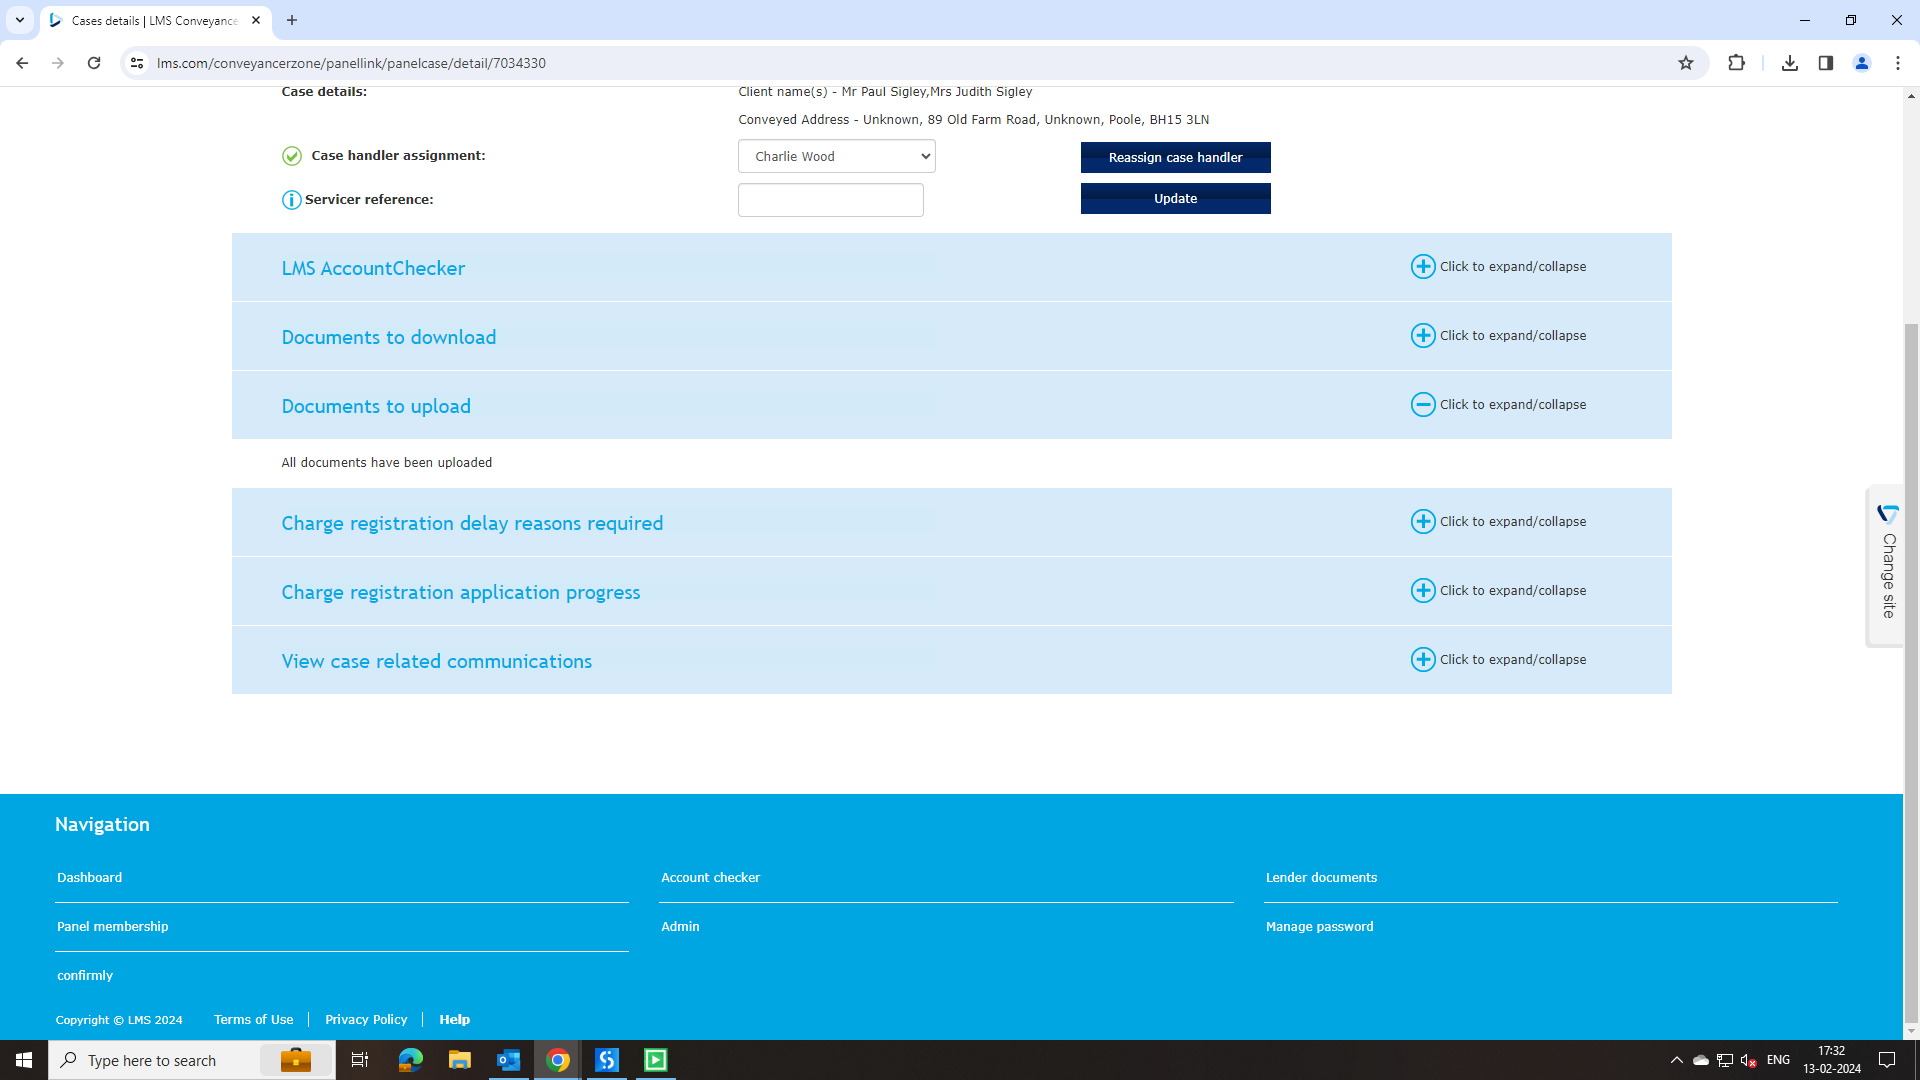 Cases details | LMS Conveyance
lms.com/conveyancerzone/panellink/panelcase/detail/7034330
Case details:
Client name(s) - Mr Paul Sigley,Mrs Judith Sigley
Conveyed Address - Unknown, 89 Old Farm Road, Unknown, Poole, BH15 3LN
Case handler assignment:
Charlie Wood
Reassign case handler
Servicer reference:
Update
LMS AccountChecker
Click to expand/collapse
Documents to download
Click to expand/collapse
Documents to upload
Click to expand/collapse
All documents have been uploaded
Charge registration delay reasons required
Click to expand/collapse
Charge registration application progress
Click to expand/collapse
View case related communications
Click to expand/collapse
Change site
Navigation
Dashboard
Account checker
Lender documents
Panel membership
Admin
Manage password
confirmly
Copyright © LMS 2024
Terms of Use
Privacy Policy
Help
Type here to search
ENG
17:32
13-02-2024